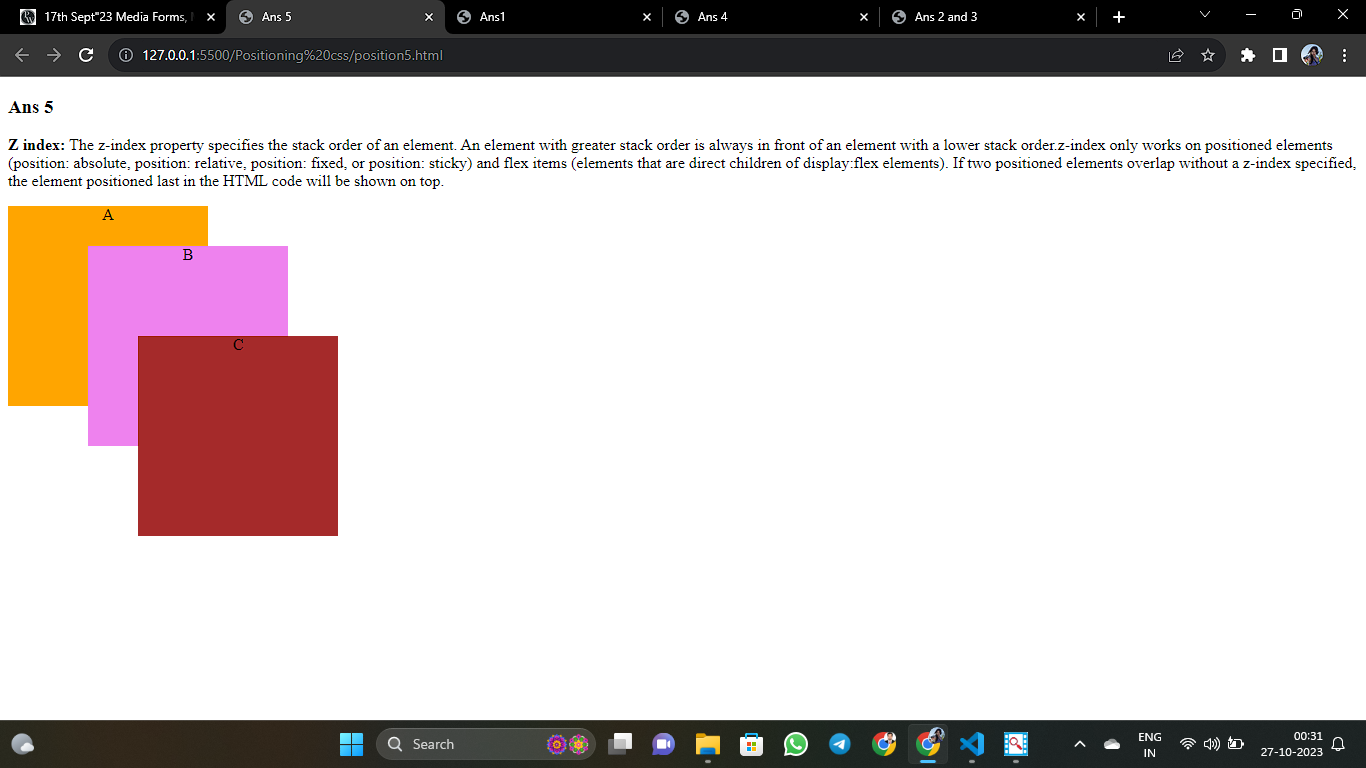 17th Sept"23 Media Forms,
Ans 5
Ans1
Ans 4
Ans 2 and 3
127.0.0.1:5500/Positioning%20css/position5.html
Ans 5
Z index: The z-index property specifies the stack order of an element. An element with greater stack order is always in front of an element with a lower stack order.z-index only works on positioned elements
(position: absolute, position: relative, position: fixed, or position: sticky) and flex items (elements that are direct children of display:flex elements). If two positioned elements overlap without a z-index specified,
the element positioned last in the HTML code will be shown on top.
A
B
C
Search
ENG
IN
00:31
27-10-2023